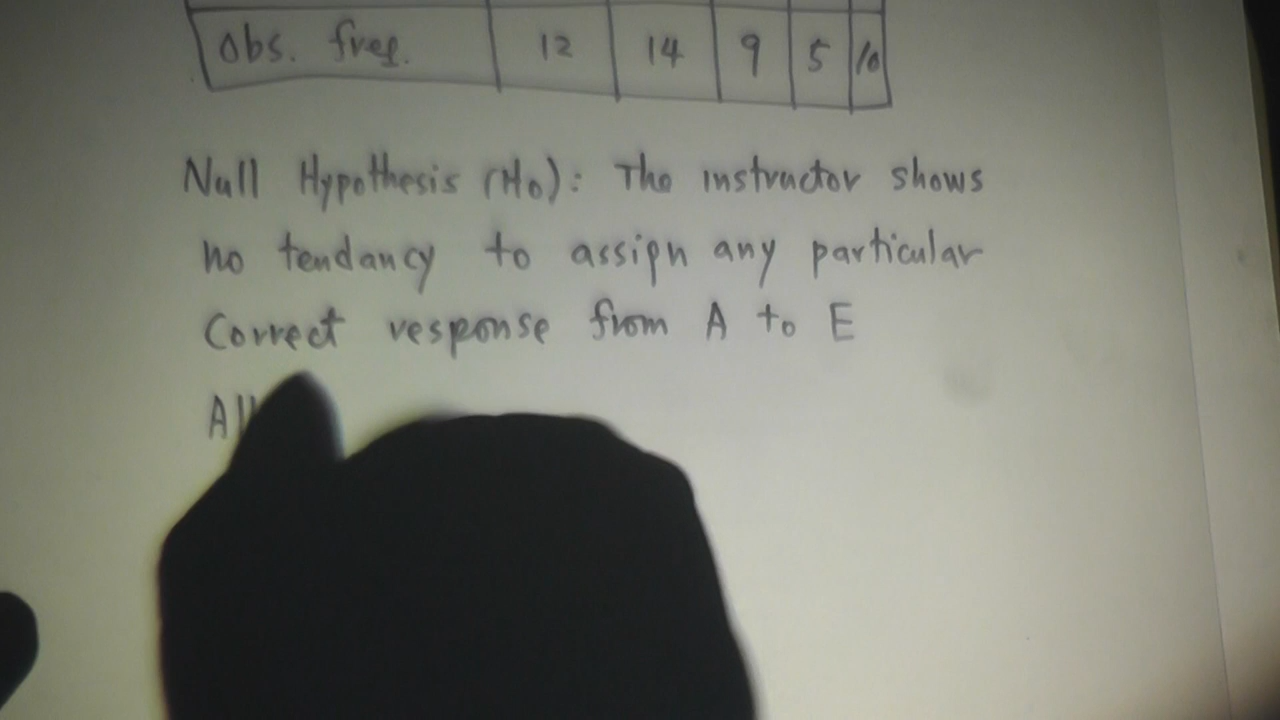 Obs. freq. 12 14 9 5 10
Null Hypothesis (H0): The instructor shows
no tendancy to assign any particular
Correct response from A to E